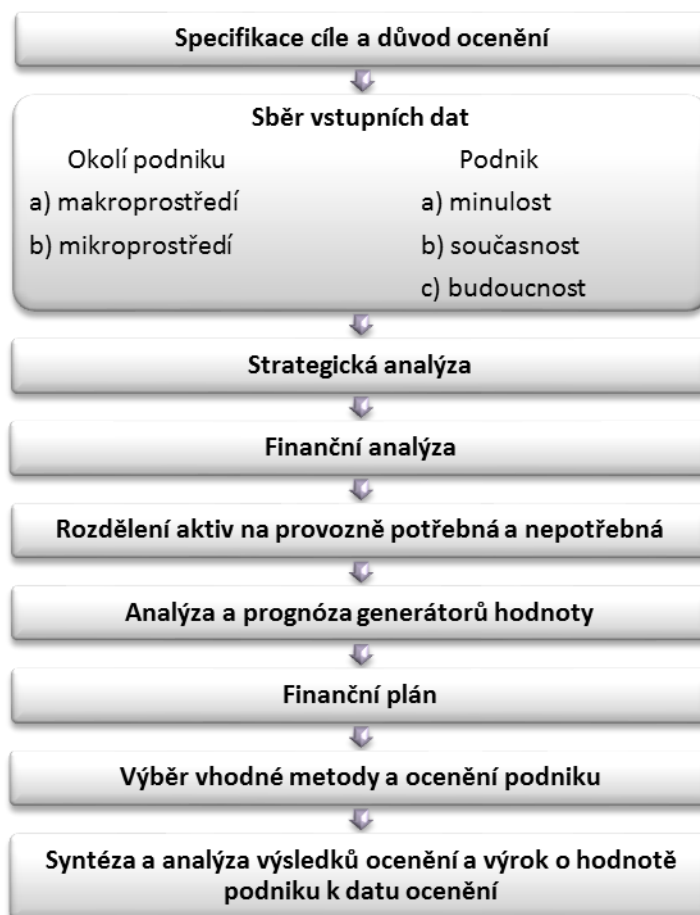 Specifikace cíle a důvod ocenění
Sběr vstupních dat
Okolí podniku
a) makroprostředí
b) mikroprostředí
Podnik
a) minulost
b) současnost
c) budoucnost
Strategická analýza
Finanční analýza
Rozdělení aktiv na provozně potřebná a nepotřebná
Analýza a prognóza generátorů hodnoty
Finanční plán
Výběr vhodné metody a ocenění podniku
Syntéza a analýza výsledků ocenění a výrok o hodnotě
podniku k datu ocenění